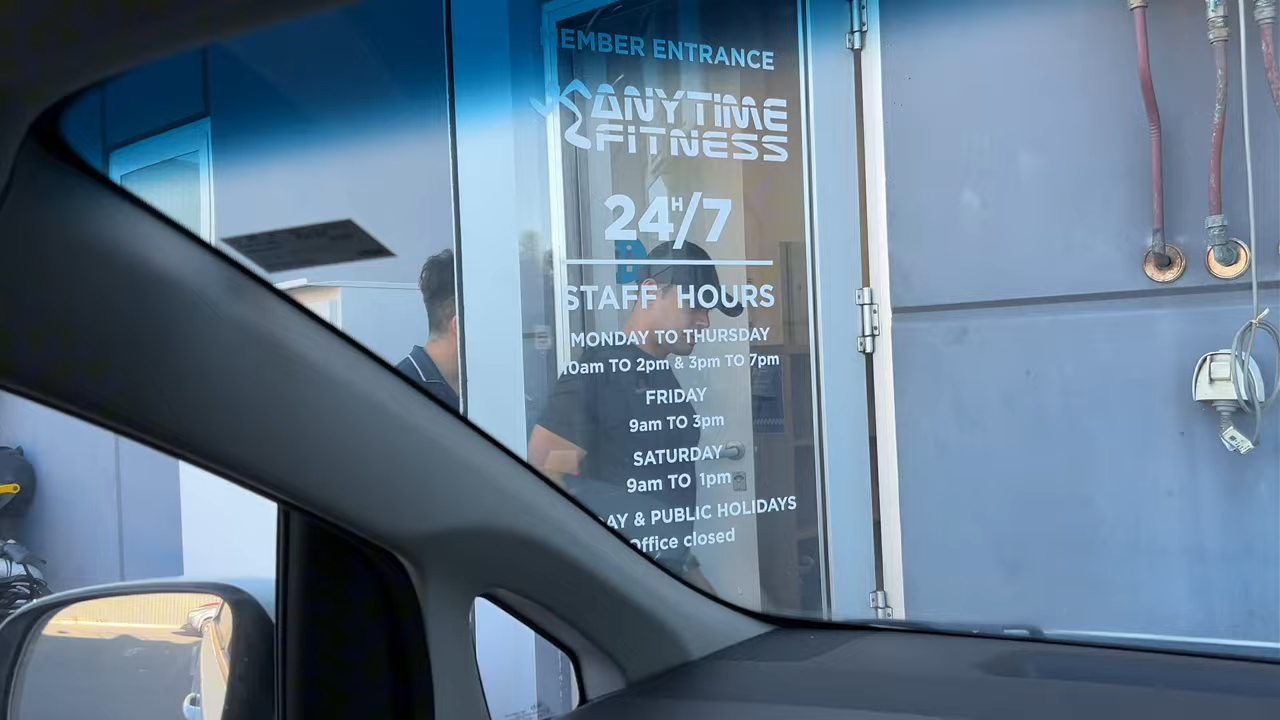 EMBER ENTRANCE
ANYTIME
FITNESS
24H/7
STAFF HOURS
MONDAY TO THURSDAY
10am TO 2pm & 3pm TO 7pm
FRIDAY
9am TO 3pm
SATURDAY
9am TO 1pm
AY & PUBLIC HOLIDAYS
Office closed